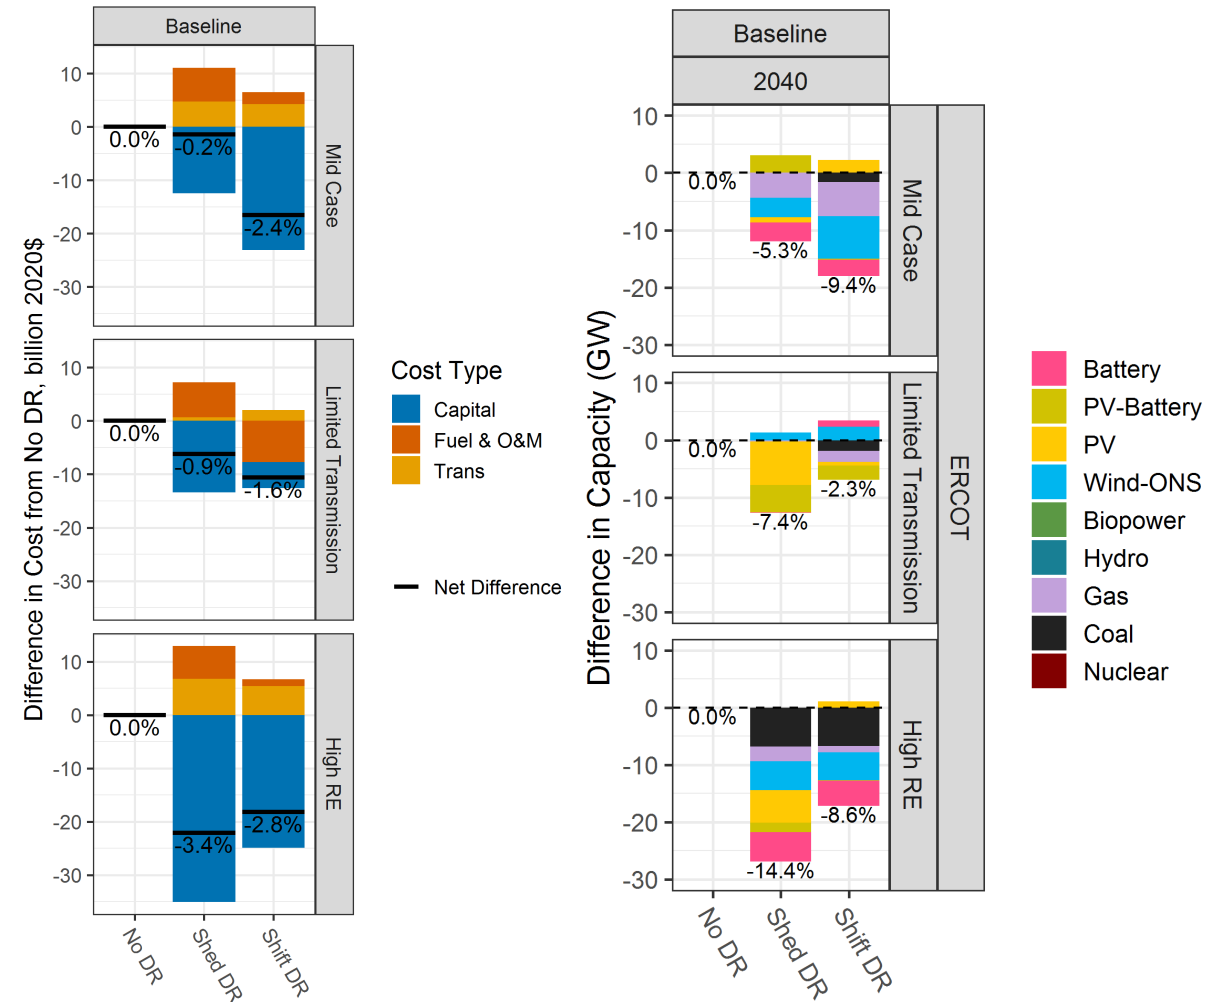 Baseline
Difference in Cost from No DR, billion 2020$
10
0
-10
-20
-30
0.0%
-0.2%
-2.4%
Mid Case
10
0
-10
-20
-30
0.0%
-0.9%
-1.6%
Limited Transmission
10
0
-10
-20
-30
0.0%
-3.4%
-2.8%
High RE
No DR
Shed DR
Shift DR
Cost Type
Capital
Fuel & O&M
Trans
Net Difference
Baseline
2040
Difference in Capacity (GW)
10
0
-10
-20
-30
0.0%
-5.3%
-9.4%
Mid Case
10
0
-10
-20
-30
0.0%
-7.4%
-2.3%
Limited Transmission
10
0
-10
-20
-30
0.0%
-14.4%
-8.6%
High RE
ERCOT
No DR
Shed DR
Shift DR
Battery
PV-Battery
PV
Wind-ONS
Biopower
Hydro
Gas
Coal
Nuclear